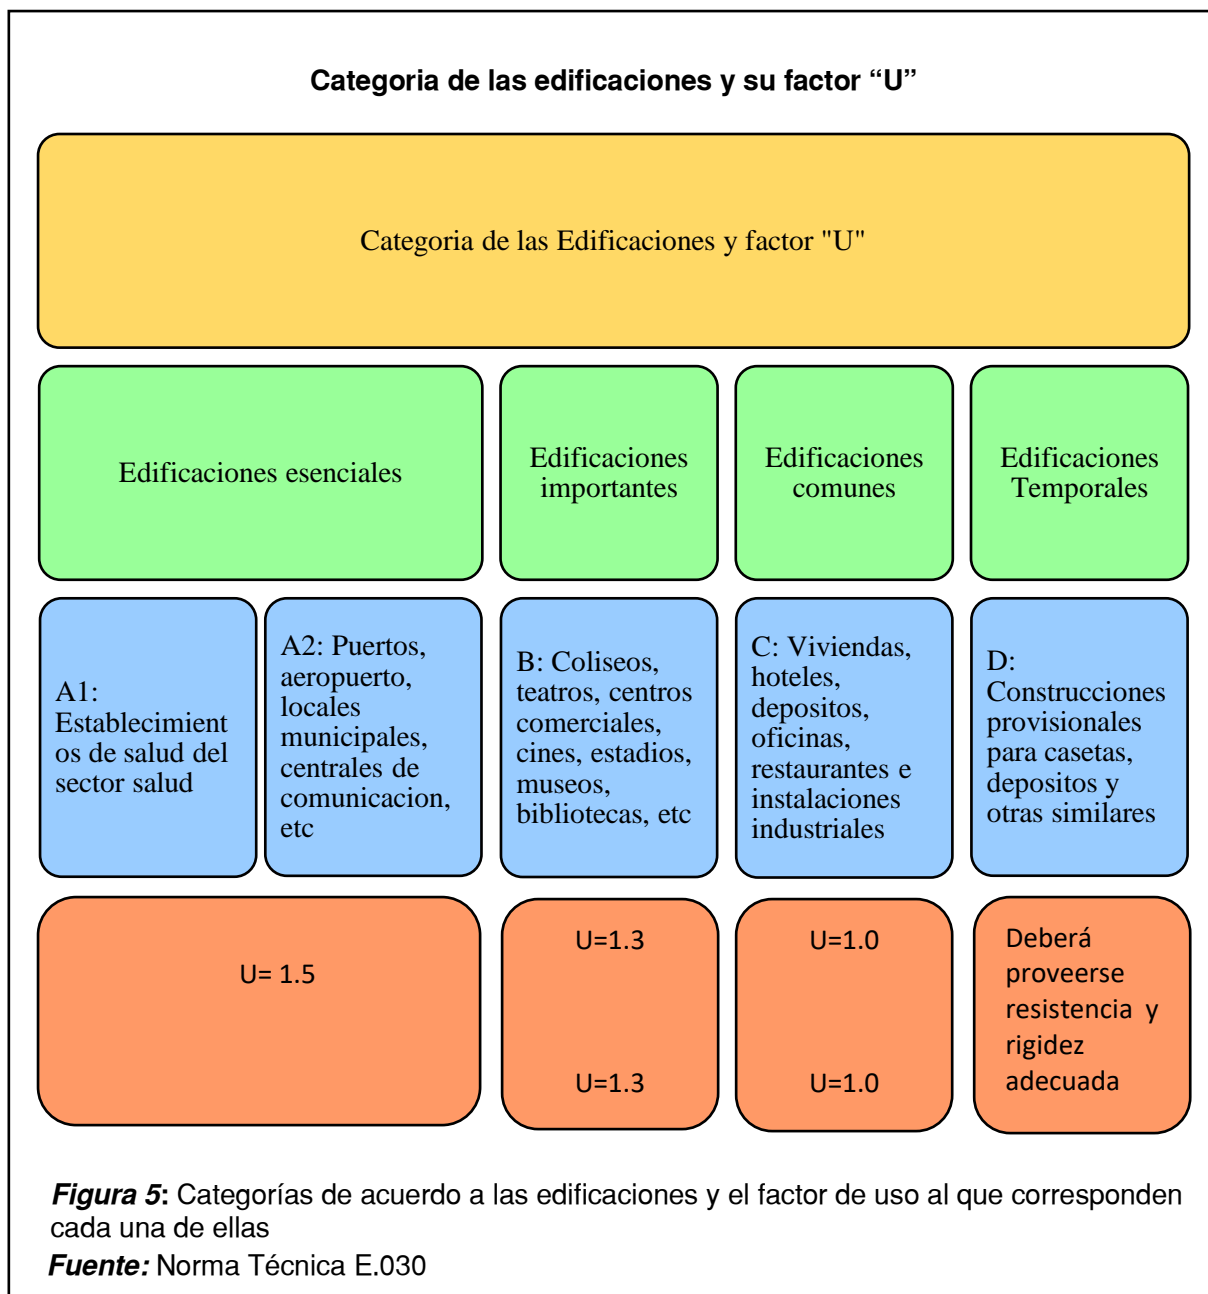 Categoria de las edificaciones y su factor “U”
Categoria de las Edificaciones y factor "U"
Edificaciones esenciales
Edificaciones
importantes
Edificaciones
comunes
Edificaciones
Temporales
A1:
Establecimient
os de salud del
sector salud
A2: Puertos,
aeropuerto,
locales
municipales,
centrales de
comunicacion,
etc
B: Coliseos,
teatros, centros
comerciales,
cines, estadios,
museos,
bibliotecas, etc
C: Viviendas,
hoteles,
depositos,
oficinas,
restaurantes e
instalaciones
industriales
D:
Construcciones
provisionales
para casetas,
depositos y
otras similares
U= 1.5
U=1.3
U=1.3
U=1.0
U=1.0
Deberá
proveerse
resistencia y
rigidez
adecuada
Figura 5: Categorías de acuerdo a las edificaciones y el factor de uso al que corresponden
cada una de ellas
Fuente: Norma Técnica E.030